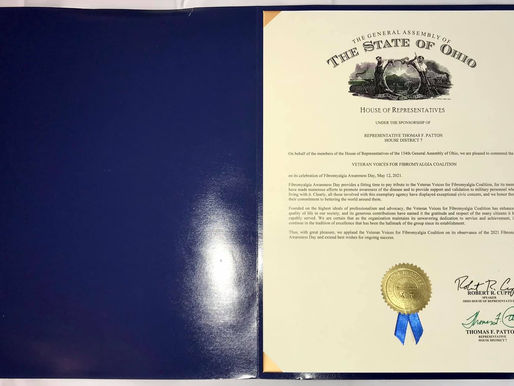 THE GENERAL ASSEMBLY OF
THE STATE OF OHIO
HOUSE OF REPRESENTATIVES
UNDER THE SPONSORSHIP OF
REPRESENTATIVE THOMAS F. PATTON
HOUSE DISTRICT 7
On behalf of the members of the House of Representatives of the 134th General Assembly of Ohio, we are pleased to commend the
VETERAN VOICES FOR FIBROMYALGIA COALITION
on its celebration of Fibromyalgia Awareness Day, May 12, 2021.
Fibromyalgia Awareness Day provides a fitting time to pay tribute to the Veteran Voices for Fibromyalgia Coalition, for its
have made numerous efforts to promote awareness of the disease and to provide support and validation to military personnel
living with it. Clearly, all those involved with this exemplary agency have displayed exceptional civic concern, and we honor
their commitment to bettering the world around them.
Founded on the highest ideals of professionalism and advocacy, the Veteran Voices for Fibromyalgia Coalition has
quality of life in our society, and its generous contributions have earned it the gratitude and respect of the many citizens it
capably served. We are certain that as the organization maintains its unwavering dedication to service and achievement,
continue in the tradition of excellence that has been the hallmark of the group since its establishment.
Thus, with great pleasure, we applaud the Veteran Voices for Fibromyalgia Coalition on its observance of the 2021
Awareness Day and extend best wishes for ongoing success.
ROBERT R. CUPP
SPEAKER
OHIO HOUSE OF REPRESENTATIVES
THOMAS F. PATTON
REPRESENTATIVE
HOUSE DISTRICT 7